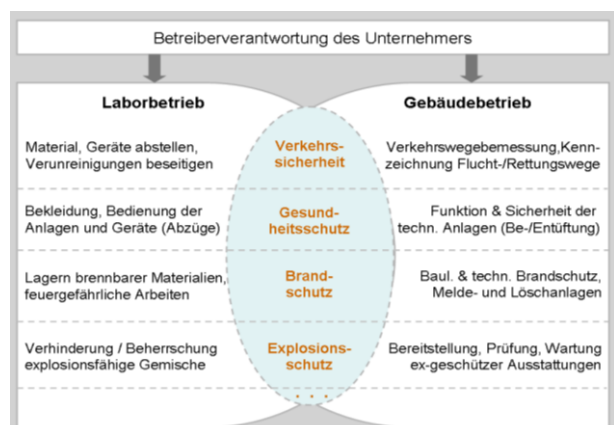 Betreiberverantwortung des Unternehmers
Laborbetrieb
Gebäudebetrieb
Material, Geräte abstellen,
Verunreinigungen beseitigen
Verkehrs-
sicherheit
Verkehrswegebemessung,Kenn-
zeichnung Flucht-/Rettungswege
Bekleidung, Bedienung der
Anlagen und Geräte (Abzüge)
Gesund-
heitsschutz
Funktion & Sicherheit der
techn. Anlagen (Be-/Entüftung)
Lagern brennbarer Materialien,
feuergefährliche Arbeiten
Brand-
schutz
Baul. & techn. Brandschutz,
Melde- und Löschanlagen
Verhinderung / Beherrschung
explosionsfähige Gemische
Explosions-
schutz
Bereitstellung, Prüfung, Wartung
ex-geschützer Ausstattungen
. . .